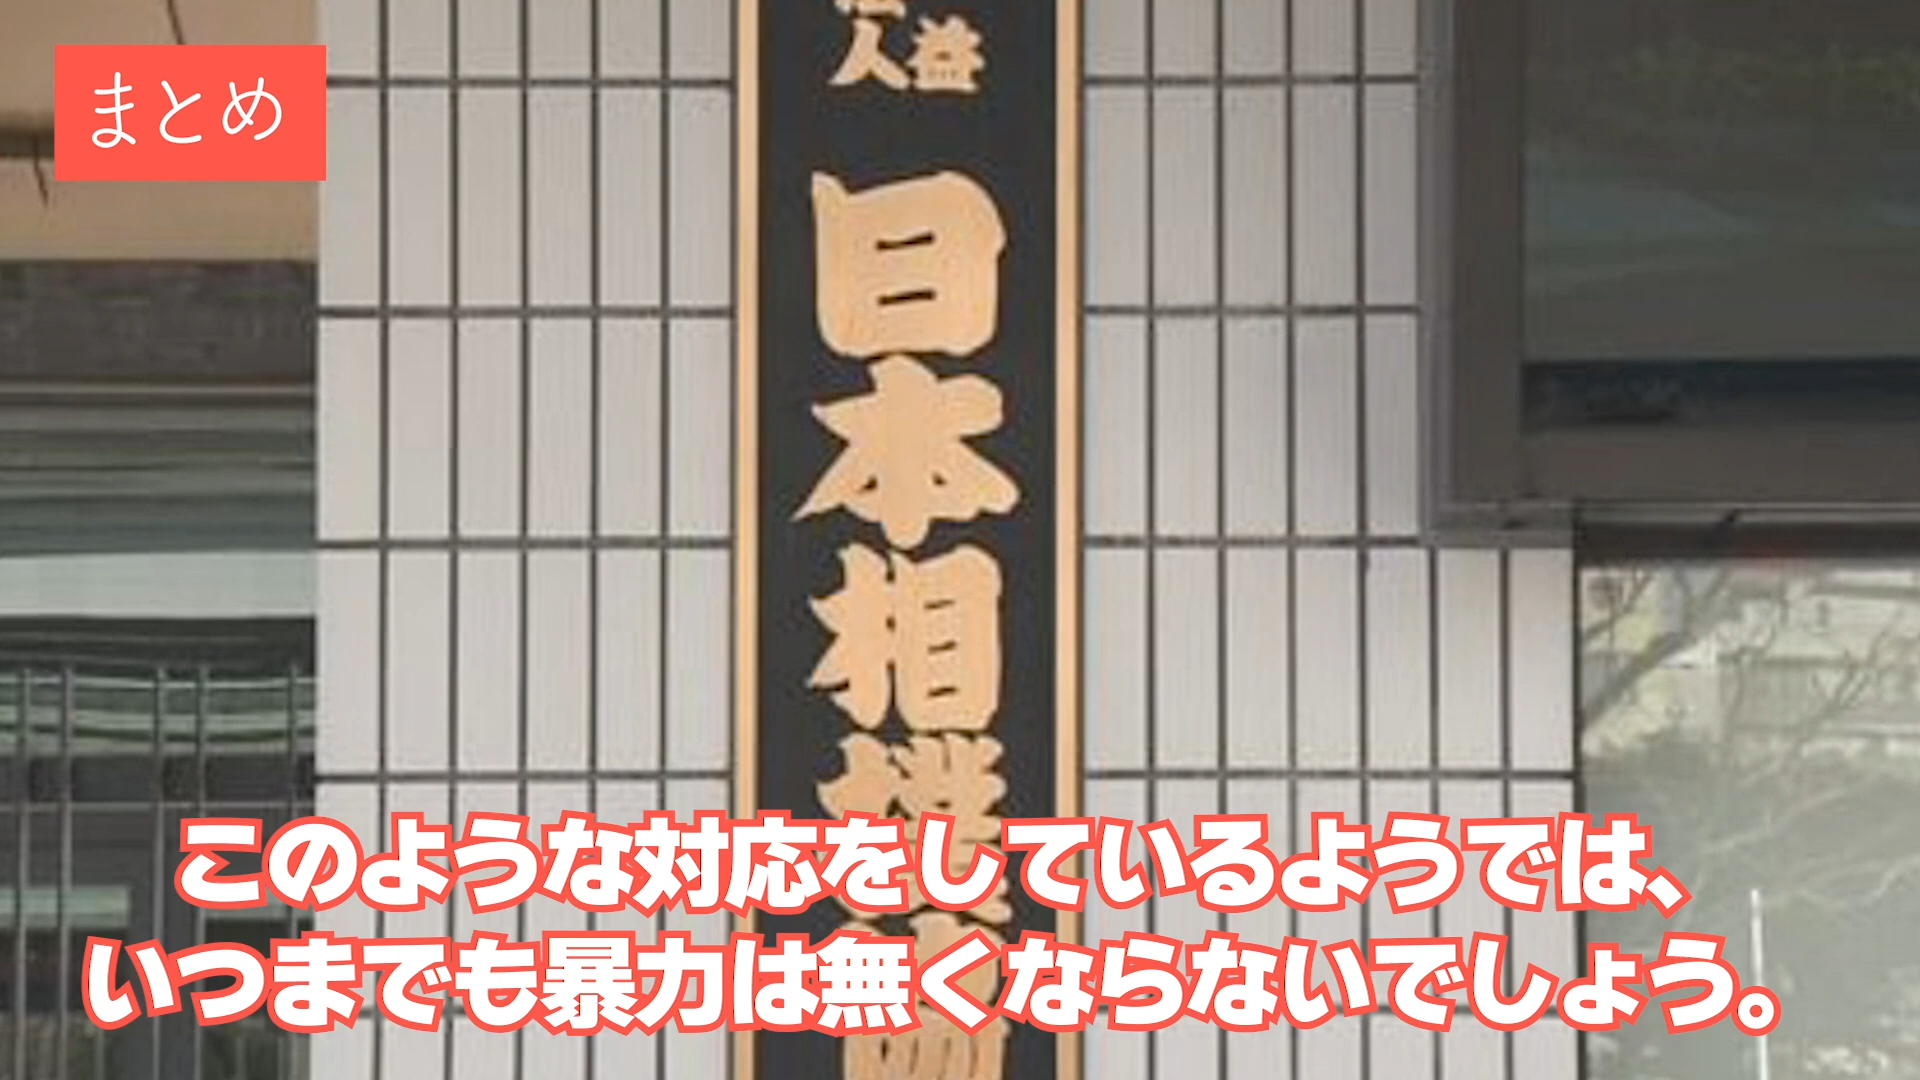 まとめ
益
人
日本相撲協
このような対応をしているようでは、
いつまでも暴力は無くならないでしょう。